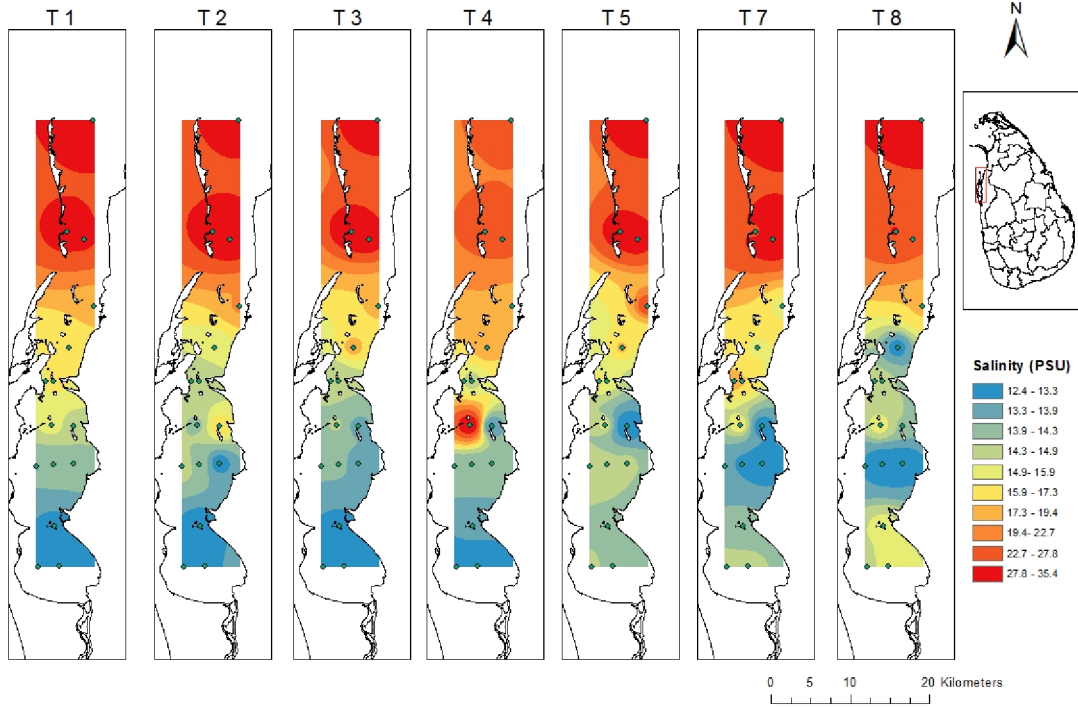 T 1 T 2 T 3 T 4 T 5 T 7 T 8
N
Salinity (PSU)
12.4 - 13.3
13.3 - 13.9
13.9 - 14.3
14.3 - 14.9
14.9- 15.9
15.9 - 17.3
17.3 - 19.4
19.4- 22.7
22.7 - 27.8
27.8 - 35.4
0 5 10 20 Kilometers